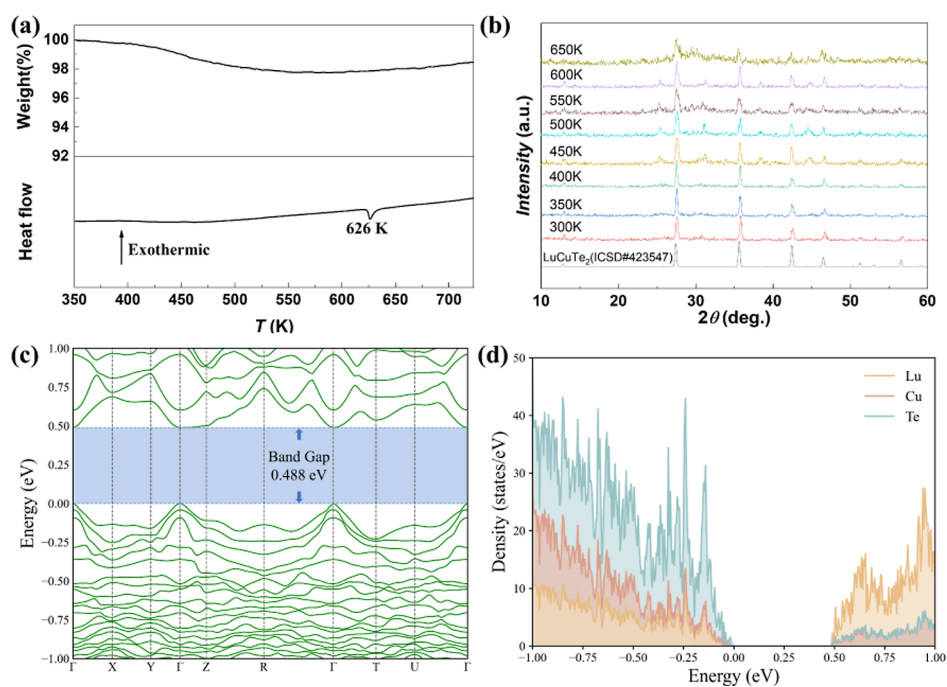 (a)
100
98
96
94
92
Weight(%)
Heat flow
626 K
Exothermic
350 400 450 500 550 600 650 700
T (K)
(b)
650K
600K
550K
500K
450K
400K
350K
300K
LuCuTe₂(ICSD#423547)
Intensity (a.u.)
10 20 30 40 50 60
2θ (deg.)
(c)
1.00
0.75
0.50
0.25
0.00
−0.25
−0.50
−0.75
−1.00
Energy (eV)
Band Gap
0.488 eV
Γ X Y Γ Z R Γ T U Γ
(d)
50
40
30
20
10
0
Density (states/eV)
Lu
Cu
Te
−1.00 −0.75 −0.50 −0.25 0.00 0.25 0.50 0.75 1.00
Energy (eV)